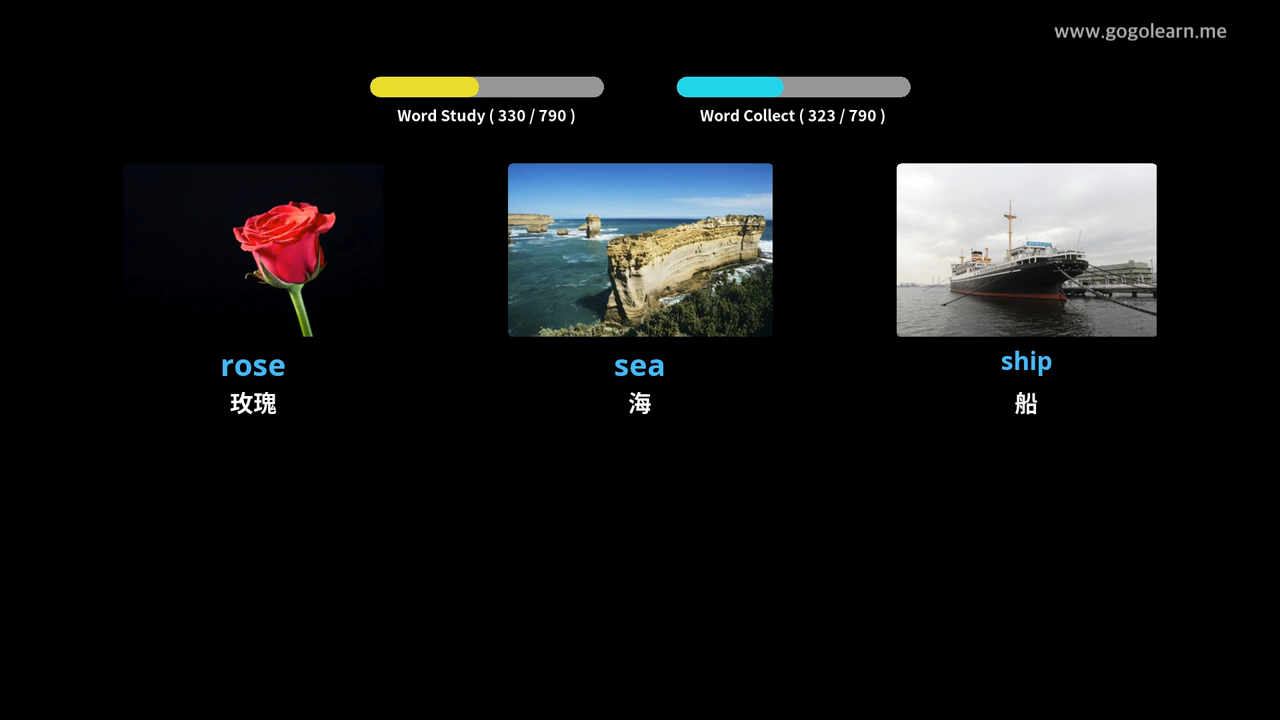 www.gogolearn.me
Word Study ( 330 / 790 )
Word Collect ( 323 / 790 )
rose
sea
ship
玫瑰
海
船